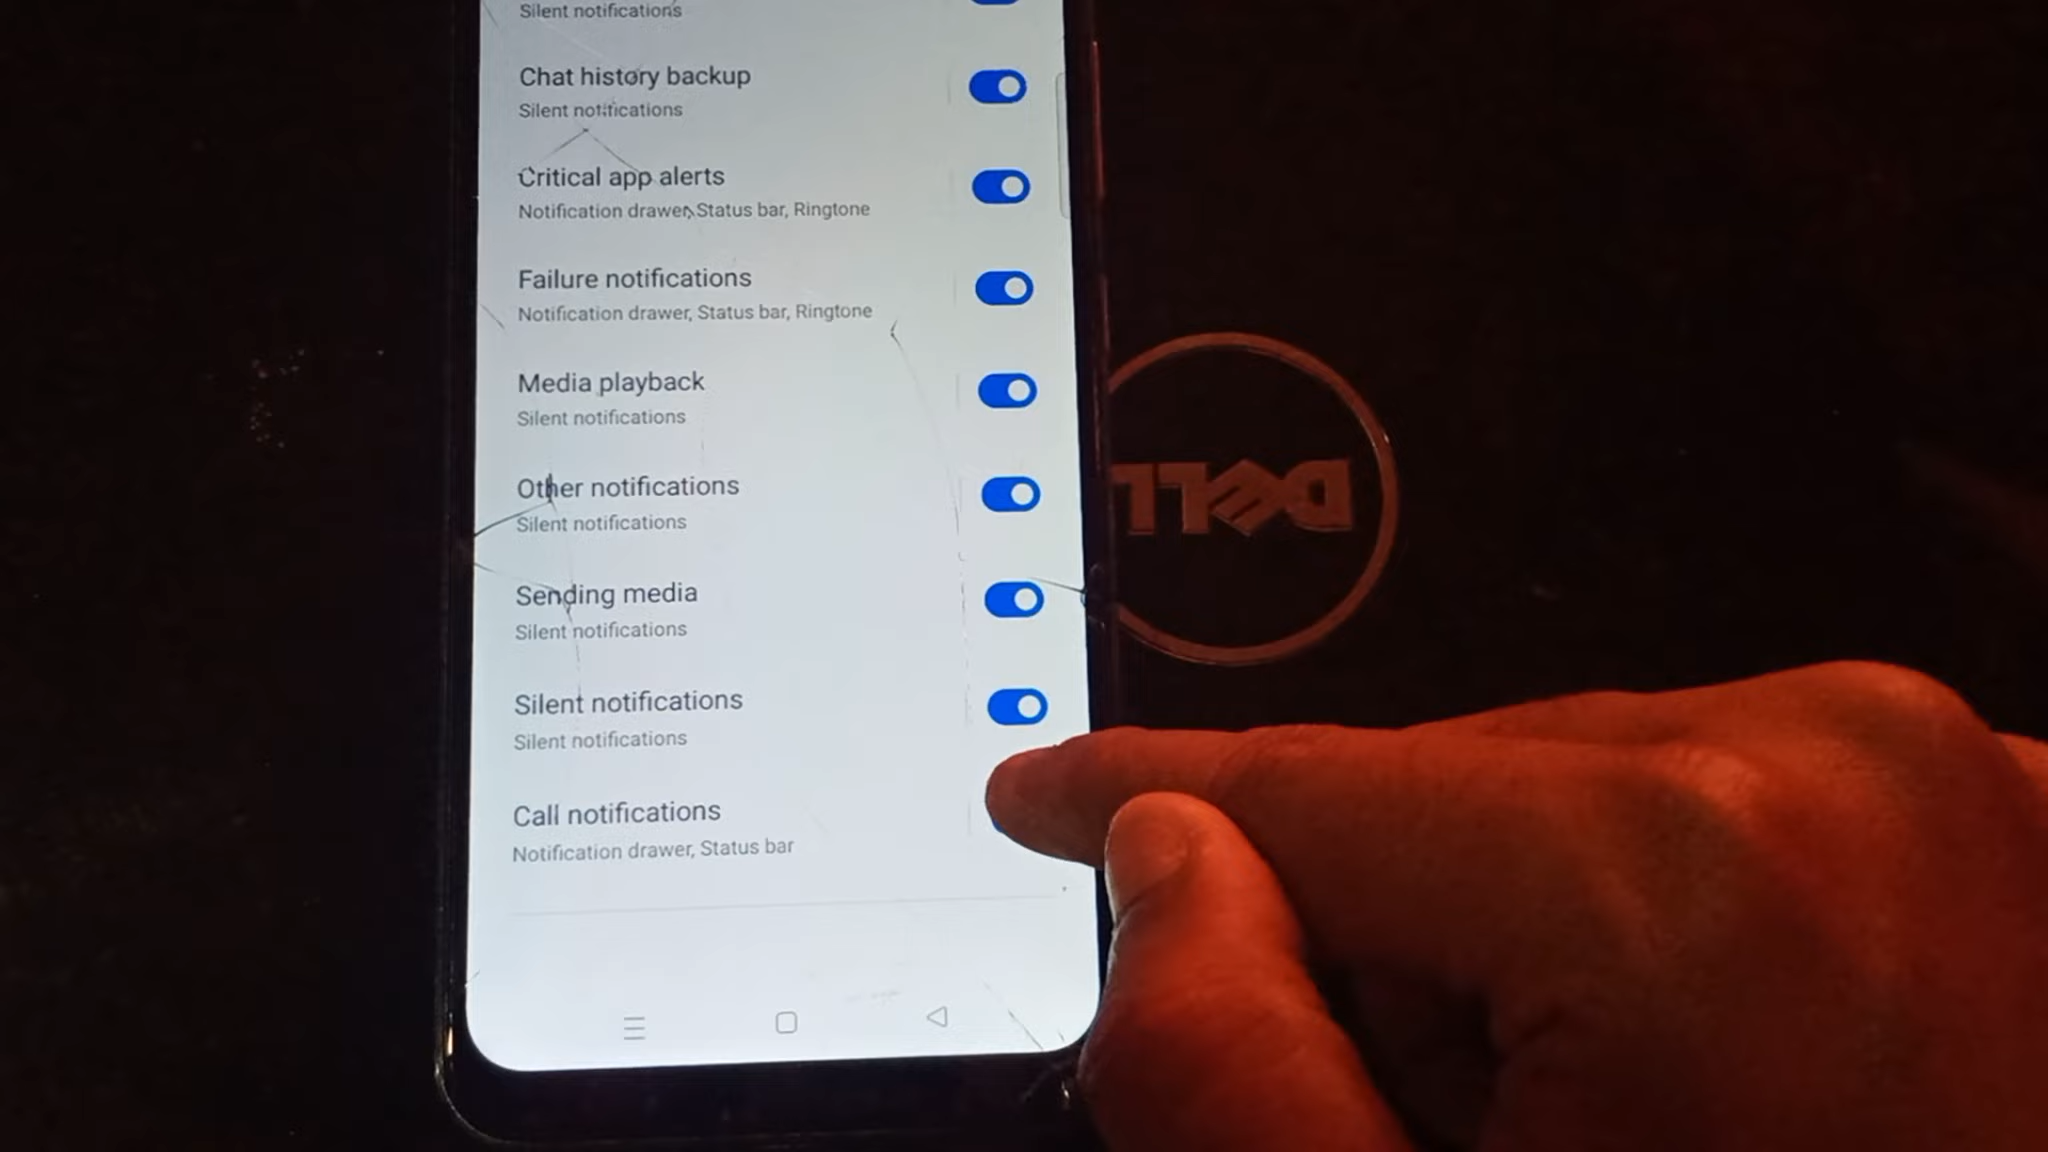 Silent notifications
Chat history backup
Silent notifications
Critical app alerts
Notification drawer, Status bar, Ringtone
Failure notifications
Notification drawer, Status bar, Ringtone
Media playback
Silent notifications
Other notifications
Silent notifications
Sending media
Silent notifications
Silent notifications
Silent notifications
Call notifications
Notification drawer, Status bar
DELL